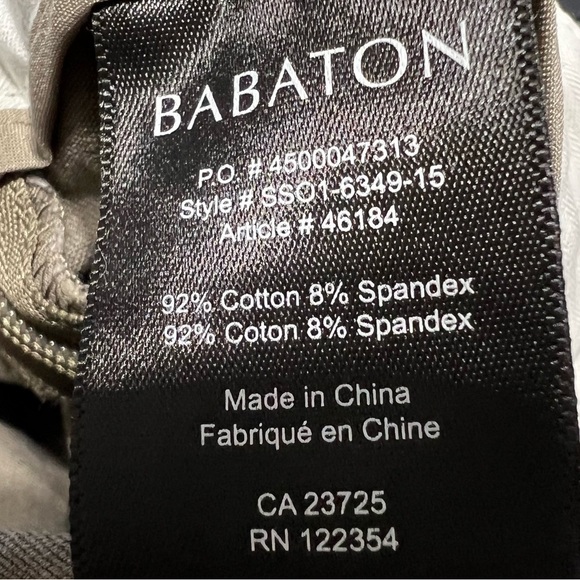 BABATON
P.O. # 4500047313
Style # SSO1-6349-15
Article # 46184
92% Cotton 8% Spandex
92% Coton 8% Spandex
Made in China
Fabriqué en Chine
CA 23725
RN 122354